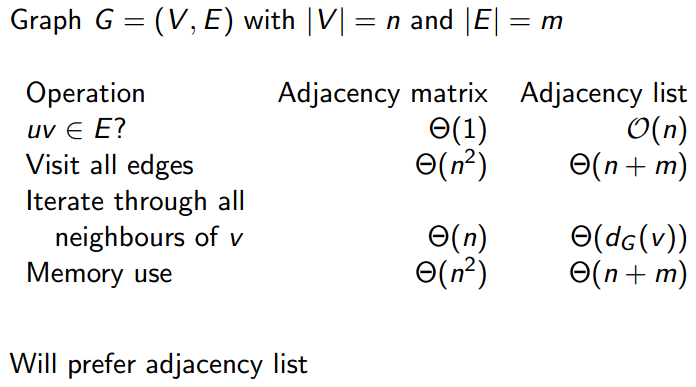 Graph G = (V, E) with |V| = n and |E| = m
Operation Adjacency matrix Adjacency list
uv ∈ E? Θ(1) O(n)
Visit all edges Θ(n²) Θ(n + m)
Iterate through all
neighbours of v Θ(n) Θ(d_G(v))
Memory use Θ(n²) Θ(n + m)
Will prefer adjacency list